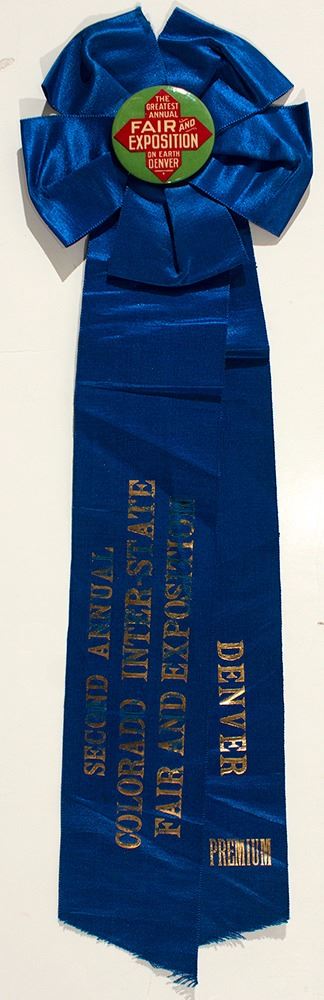 THE
GREATEST
ANNUAL
FAIR AND
EXPOSITION
ON EARTH
DENVER
SECOND ANNUAL
COLORADO INTER-STATE
FAIR AND EXPOSITION
DENVER
PREMIUM